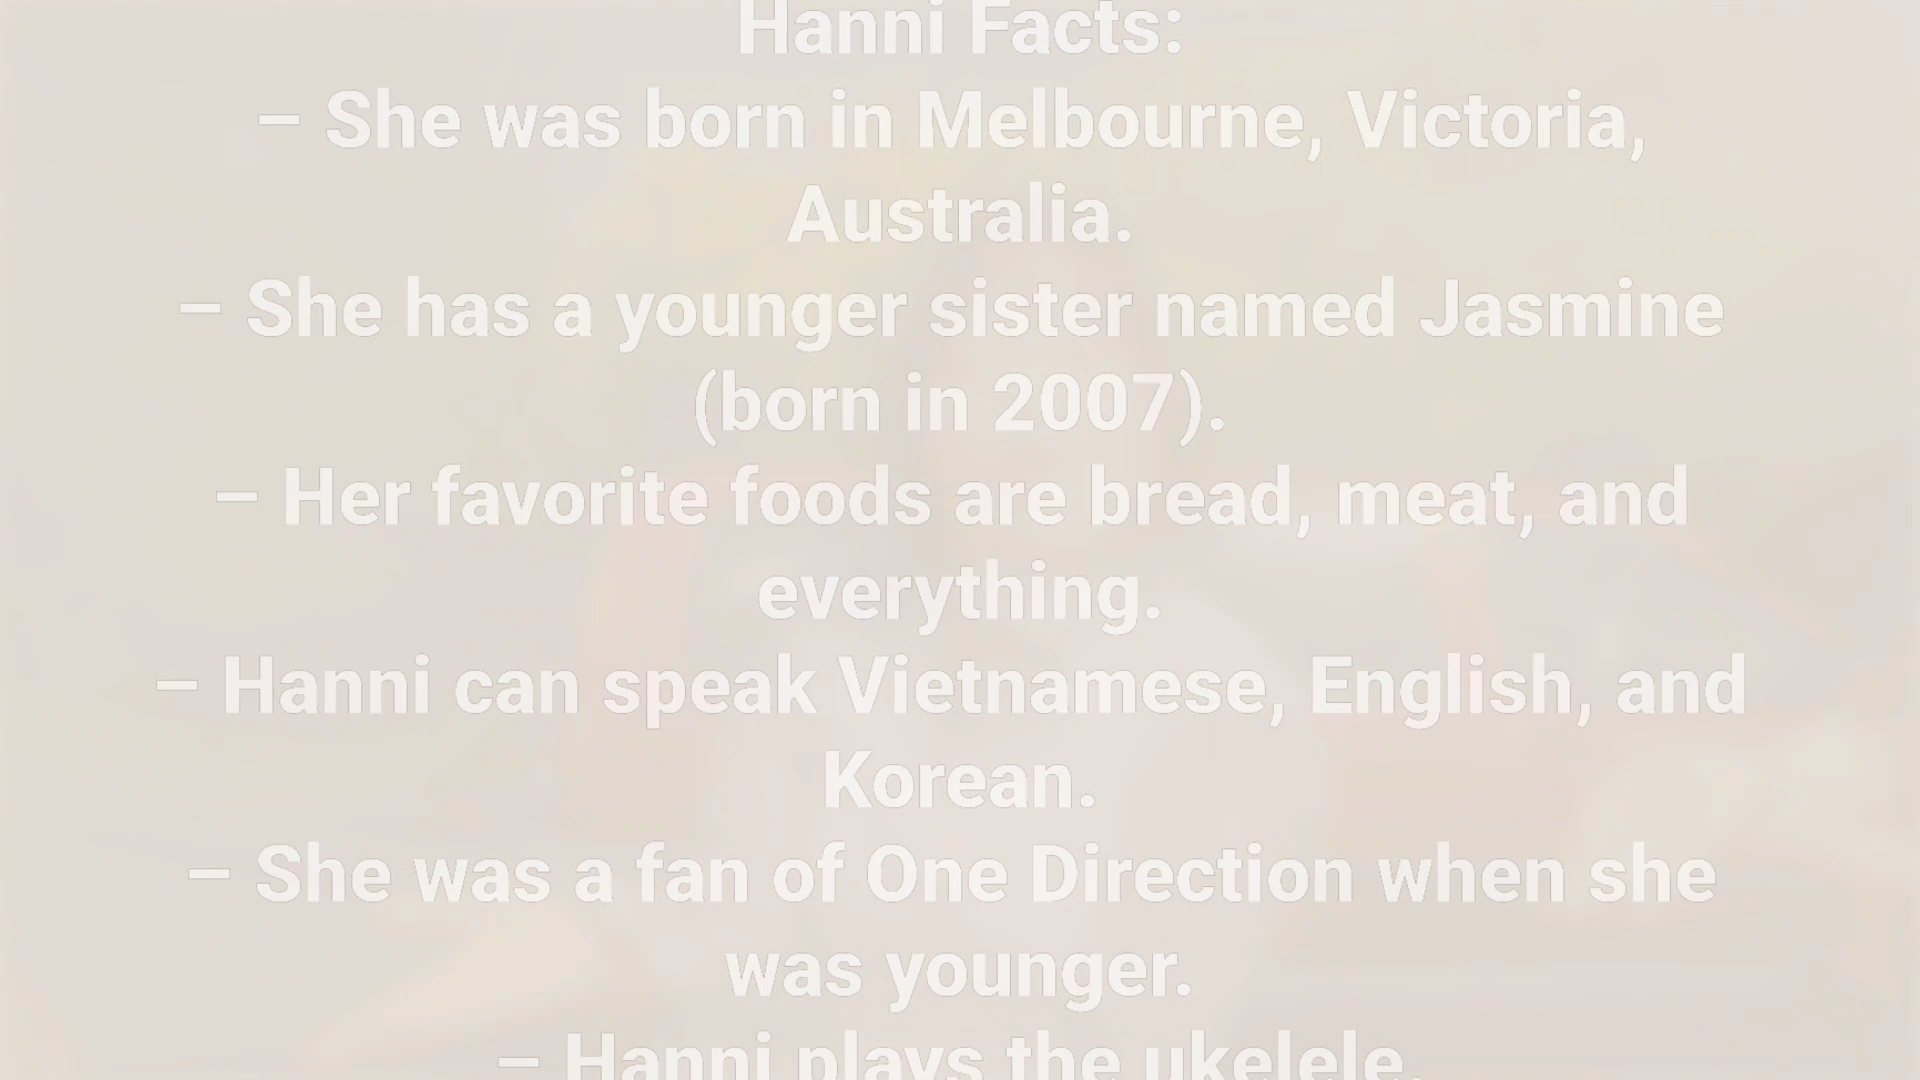 Hanni Facts:
– She was born in Melbourne, Victoria,
Australia.
– She has a younger sister named Jasmine
(born in 2007).
– Her favorite foods are bread, meat, and
everything.
– Hanni can speak Vietnamese, English, and
Korean.
– She was a fan of One Direction when she
was younger.
– Hanni plays the ukelele.